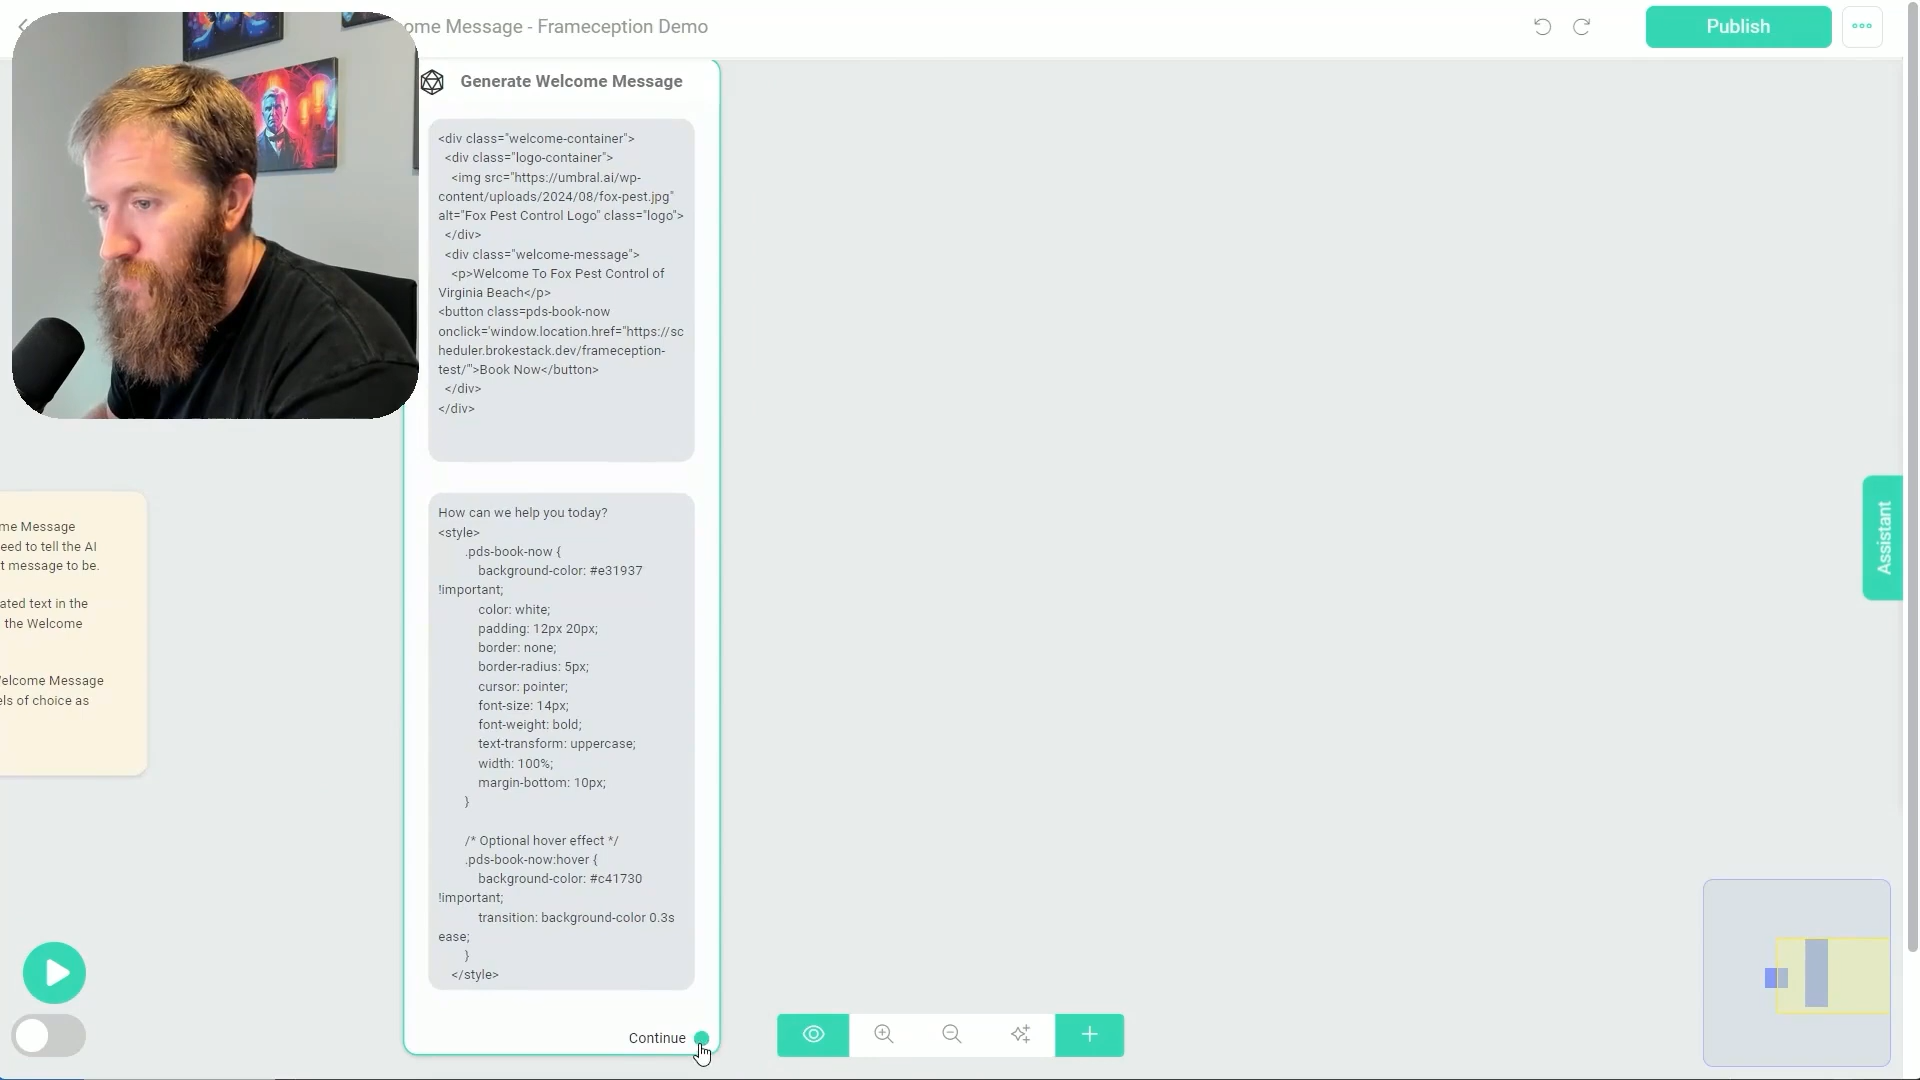 ome Message - Frameception Demo
Publish
Generate Welcome Message
<div class="welcome-container">
<div class="logo-container">
<img src="https://umbral.ai/wp-
content/uploads/2024/08/fox-pest.jpg"
alt="Fox Pest Control Logo" class="logo">
</div>
<div class="welcome-message">
<p>Welcome To Fox Pest Control of
Virginia Beach</p>
<button class=pds-book-now
onclick='window.location.href="https://sc
heduler.brokestack.dev/frameception-
test/"'>Book Now</button>
</div>
</div>
How can we help you today?
<style>
.pds-book-now {
background-color: #e31937
!important;
color: white;
padding: 12px 20px;
border: none;
border-radius: 5px;
cursor: pointer;
font-size: 14px;
font-weight: bold;
text-transform: uppercase;
width: 100%;
margin-bottom: 10px;
}
/* Optional hover effect */
.pds-book-now:hover {
background-color: #c41730
!important;
transition: background-color 0.3s
ease;
}
</style>
Continue
me Message
eed to tell the AI
t message to be.
ated text in the
the Welcome
elcome Message
els of choice as
Assistant